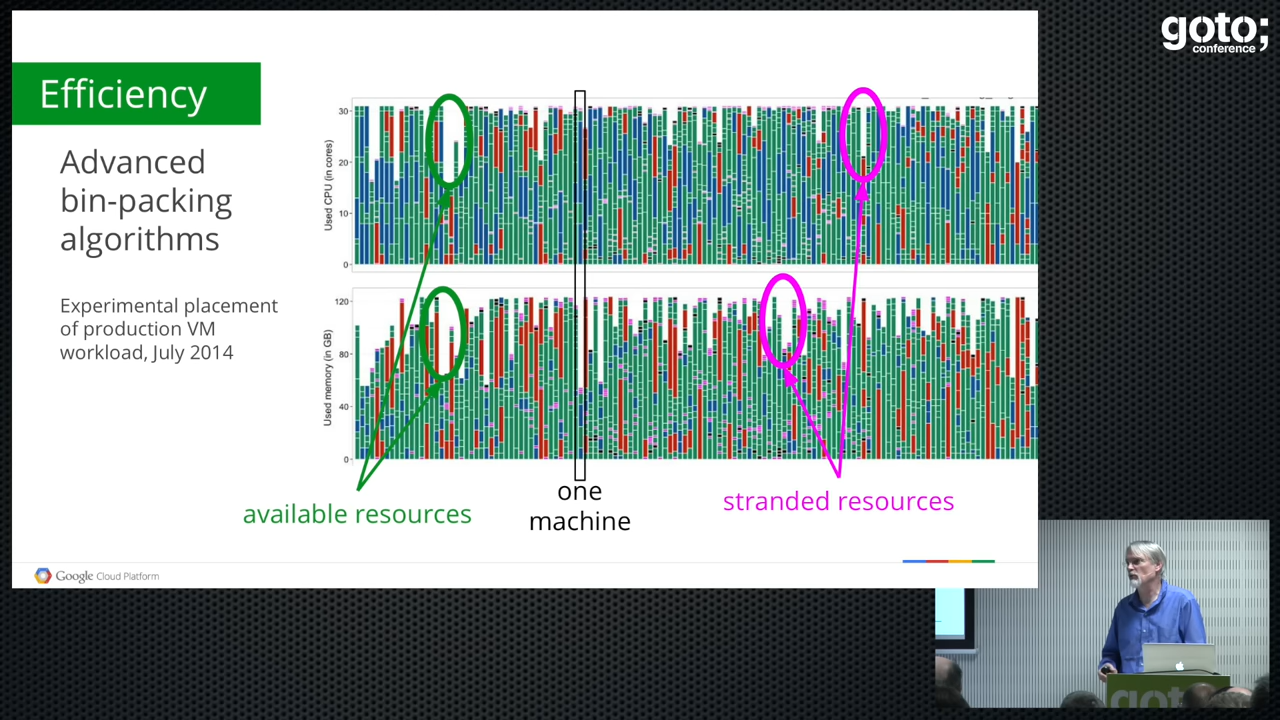 goto;
conference
Efficiency
Advanced
bin-packing
algorithms
Experimental placement
of production VM
workload, July 2014
Used CPU (in cores)
30
20
10
0
Used memory (in GB)
120
80
40
0
available resources
one
machine
stranded resources
Google Cloud Platform
goto